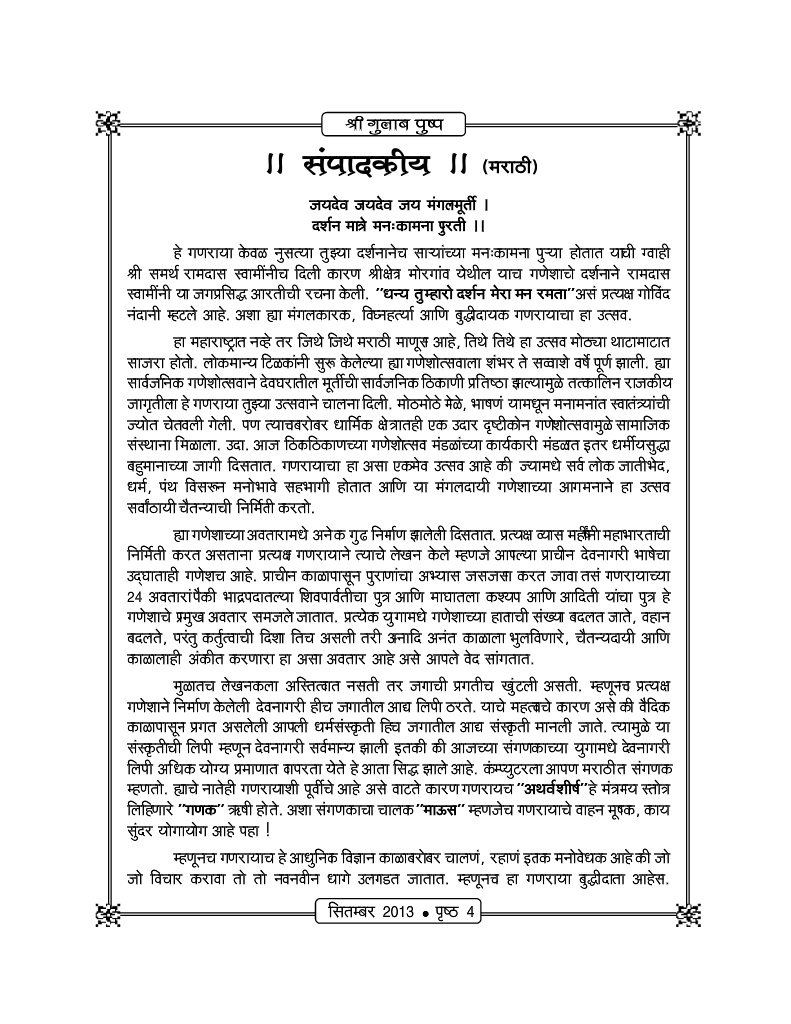 श्री गुलाब पुष्प
।। संपादकीय ।। (मराठी)
जयदेव जयदेव जय मंगलमूर्ती ।
दर्शन मात्रे मनःकामना पुरती ।।
हे गणराया केवळ नुसत्या तुझ्या दर्शनानेच साऱ्यांच्या मनःकामना पुऱ्या होतात याची ग्वाही
श्री समर्थ रामदास स्वामींनीच दिली कारण श्रीक्षेत्र मोरगांव येथील याच गणेशाचे दर्शनाने रामदास
स्वामींनी या जगप्रसिद्ध आरतीची रचना केली. "धन्य तुम्हारो दर्शन मेरा मन रमता" असं प्रत्यक्ष गोविंद
नंदानी म्हटले आहे. अशा ह्या मंगलकारक, विघ्नहर्त्या आणि बुद्धीदायक गणरायाचा हा उत्सव.
हा महाराष्ट्रात नव्हे तर जिथे जिथे मराठी माणूस आहे, तिथे तिथे हा उत्सव मोठ्या थाटामाटात
साजरा होतो. लोकमान्य टिळकांनी सुरू केलेल्या ह्या गणेशोत्सवाला शंभर ते सव्वाशे वर्षे पूर्ण झाली. ह्या
सार्वजनिक गणेशोत्सवाने देवघरातील मूर्तीची सार्वजनिक ठिकाणी प्रतिष्ठा झाल्यामुळे तत्कालिन राजकीय
जागृतीला हे गणराया तुझ्या उत्सवाने चालना दिली. मोठमोठे मेळे, भाषणं यामधून मनामनांत स्वातंत्र्याची
ज्योत चेतवली गेली. पण त्याचबरोबर धार्मिक क्षेत्रातही एक उदार दृष्टीकोन गणेशोत्सवामुळे सामाजिक
संस्थाना मिळाला. उदा. आज ठिकठिकाणच्या गणेशोत्सव मंडळांच्या कार्यकारी मंडळात इतर धर्मीयसुद्धा
बहुमानाच्या जागी दिसतात. गणरायाचा हा असा एकमेव उत्सव आहे की ज्यामधे सर्व लोक जातीभेद,
धर्म, पंथ विसरून मनोभावे सहभागी होतात आणि या मंगलदायी गणेशाच्या आगमनाने हा उत्सव
सर्वांठायी चैतन्याची निर्मिती करतो.
ह्या गणेशाच्या अवतारामधे अनेक गुढ निर्माण झालेली दिसतात. प्रत्यक्ष व्यास महर्षींनी महाभारताची
निर्मिती करत असताना प्रत्यक्ष गणरायाने त्याचे लेखन केले म्हणजे आपल्या प्राचीन देवनागरी भाषेचा
उद्घाताही गणेशच आहे. प्राचीन काळापासून पुराणांचा अभ्यास जसजसा करत जावा तसं गणरायाच्या
24 अवतारांपैकी भाद्रपदातल्या शिवपार्वतीचा पुत्र आणि माघातला कश्यप आणि आदिती यांचा पुत्र हे
गणेशाचे प्रमुख अवतार समजले जातात. प्रत्येक युगामधे गणेशाच्या हाताची संख्या बदलत जाते, वहान
बदलते, परंतु कर्तुत्वाची दिशा तिच असली तरी अनादि अनंत काळाला भुलविणारे, चैतन्यदायी आणि
काळालाही अंकीत करणारा हा असा अवतार आहे असे आपले वेद सांगतात.
मुळातच लेखनकला अस्तित्वात नसती तर जगाची प्रगतीच खुंटली असती. म्हणूनच प्रत्यक्ष
गणेशाने निर्माण केलेली देवनागरी हीच जगातील आद्य लिपी ठरते. याचे महत्वाचे कारण असे की वैदिक
काळापासून प्रगत असलेली आपली धर्मसंस्कृती हिच जगातील आद्य संस्कृती मानली जाते. त्यामुळे या
संस्कृतीची लिपी म्हणून देवनागरी सर्वमान्य झाली इतकी की आजच्या संगणकाच्या युगामधे देवनागरी
लिपी अधिक योग्य प्रमाणात वापरता येते हे आता सिद्ध झाले आहे. कंम्प्युटरला आपण मराठीत संगणक
म्हणतो. ह्याचे नातेही गणरायाशी पूर्वीचे आहे असे वाटते कारण गणरायच "अथर्वशीर्ष" हे मंत्रमय स्तोत्र
लिहिणारे "गणक" ऋषी होते. अशा संगणकाचा चालक "माऊस" म्हणजेच गणरायाचे वाहन मूषक, काय
सुंदर योगायोग आहे पहा !
म्हणूनच गणरायाच हे आधुनिक विज्ञान काळाबरोबर चालणं, रहाणं इतक मनोवेधक आहे की जो
जो विचार करावा तो तो नवनवीन धागे उलगडत जातात. म्हणूनच हा गणराया बुद्धीदाता आहेस.
सितम्बर 2013 ● पृष्ठ 4